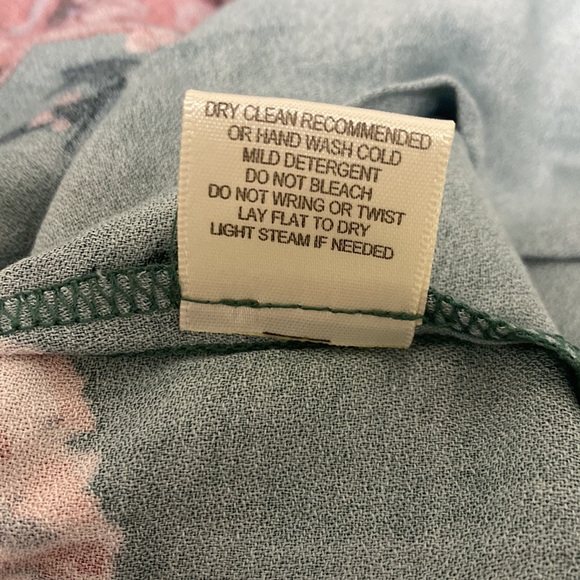 DRY CLEAN RECOMMENDED
OR HAND WASH COLD
MILD DETERGENT
DO NOT BLEACH
DO NOT WRING OR TWIST
LAY FLAT TO DRY
LIGHT STEAM IF NEEDED